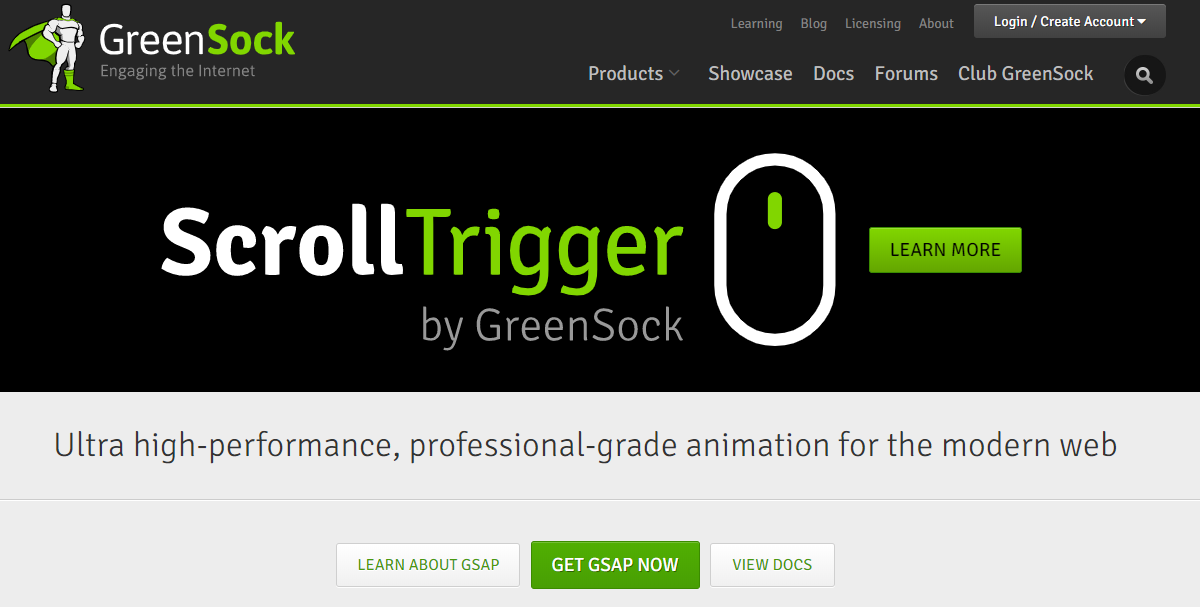 GreenSock
Engaging the Internet
Learning Blog Licensing About Login / Create Account
Products Showcase Docs Forums Club GreenSock
ScrollTrigger
by GreenSock
LEARN MORE
Ultra high-performance, professional-grade animation for the modern web
LEARN ABOUT GSAP GET GSAP NOW VIEW DOCS